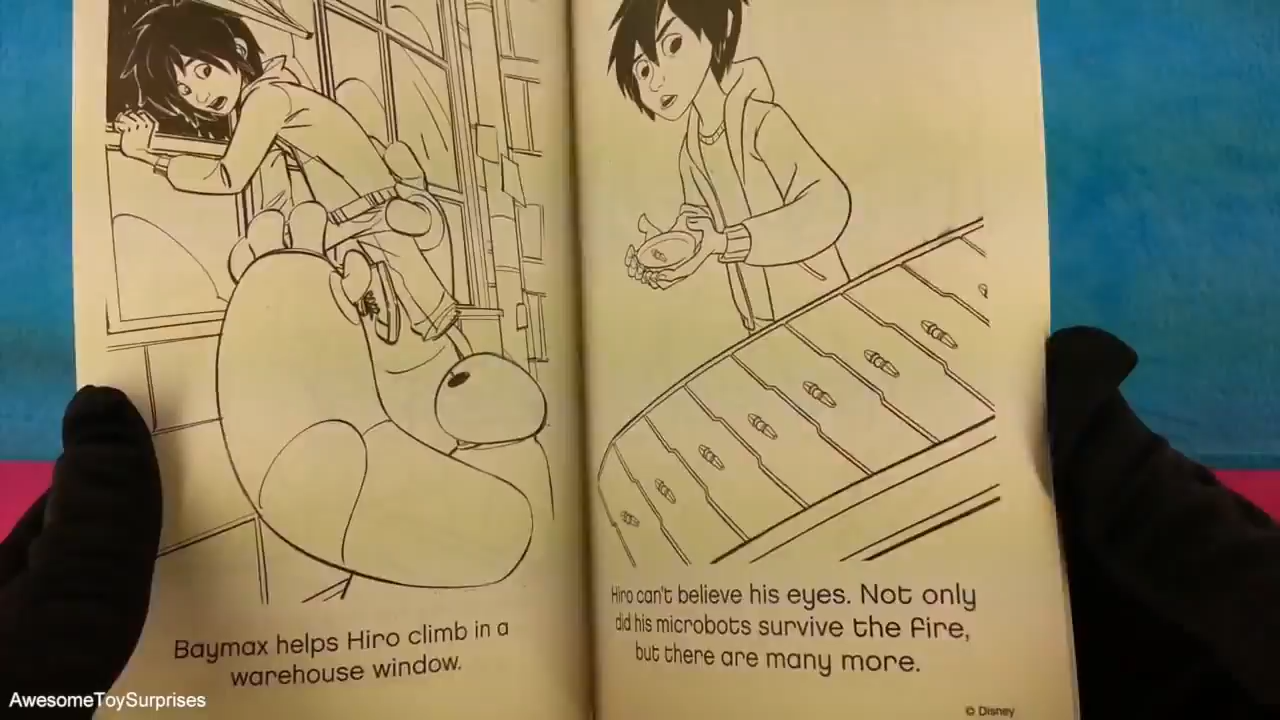 Baymax helps Hiro climb in a
warehouse window.
Hiro can't believe his eyes. Not only
did his microbots survive the fire,
but there are many more.
© Disney
AwesomeToySurprises